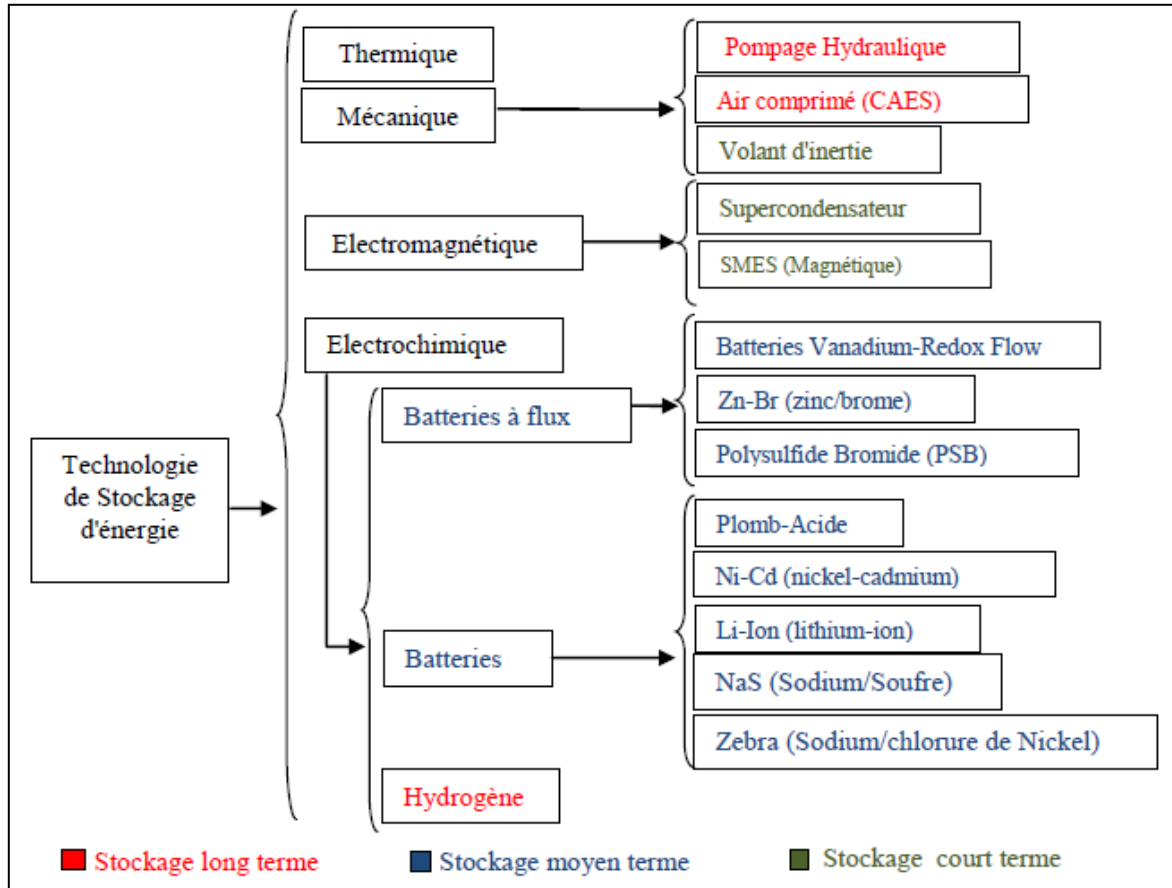 Technologie
de Stockage
d'énergie
Thermique
Mécanique
Pompage Hydraulique
Air comprimé (CAES)
Volant d'inertie
Electromagnétique
Supercondensateur
SMES (Magnétique)
Electrochimique
Batteries à flux
Batteries Vanadium-Redox Flow
Zn-Br (zinc/brome)
Polysulfide Bromide (PSB)
Batteries
Plomb-Acide
Ni-Cd (nickel-cadmium)
Li-Ion (lithium-ion)
NaS (Sodium/Soufre)
Zebra (Sodium/chlorure de Nickel)
Hydrogène
Stockage long terme
Stockage moyen terme
Stockage court terme